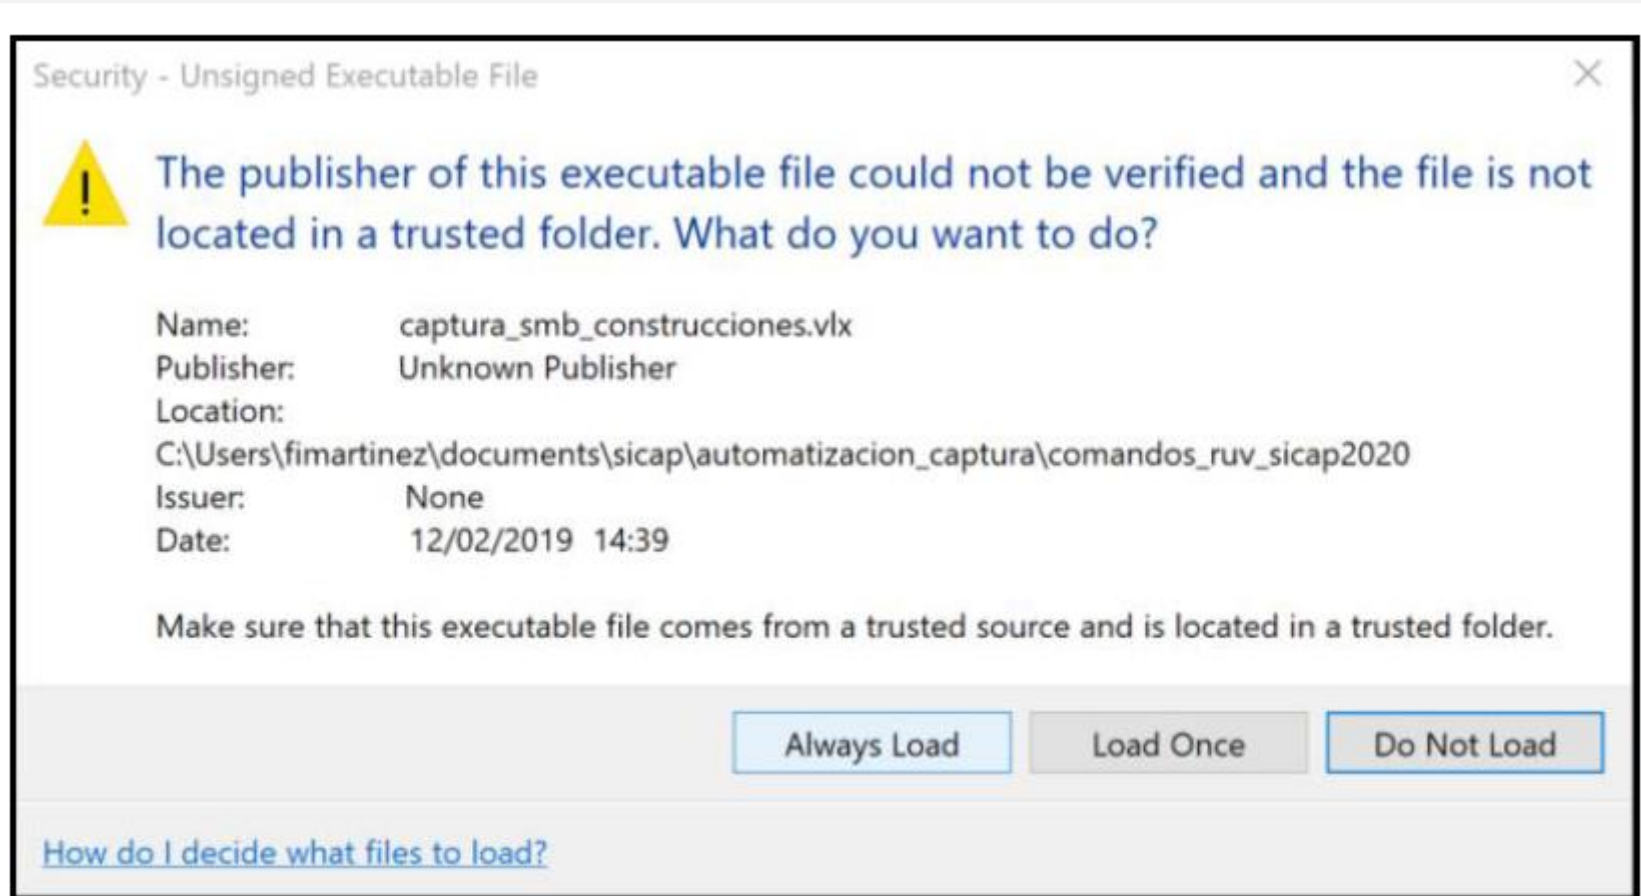 Security - Unsigned Executable File
The publisher of this executable file could not be verified and the file is not
located in a trusted folder. What do you want to do?
Name: captura_smb_construcciones.vlx
Publisher: Unknown Publisher
Location:
C:\Users\fimartinez\documents\sicap\automatizacion_captura\comandos_ruv_sicap2020
Issuer: None
Date: 12/02/2019 14:39
Make sure that this executable file comes from a trusted source and is located in a trusted folder.
Always Load Load Once Do Not Load
How do I decide what files to load?